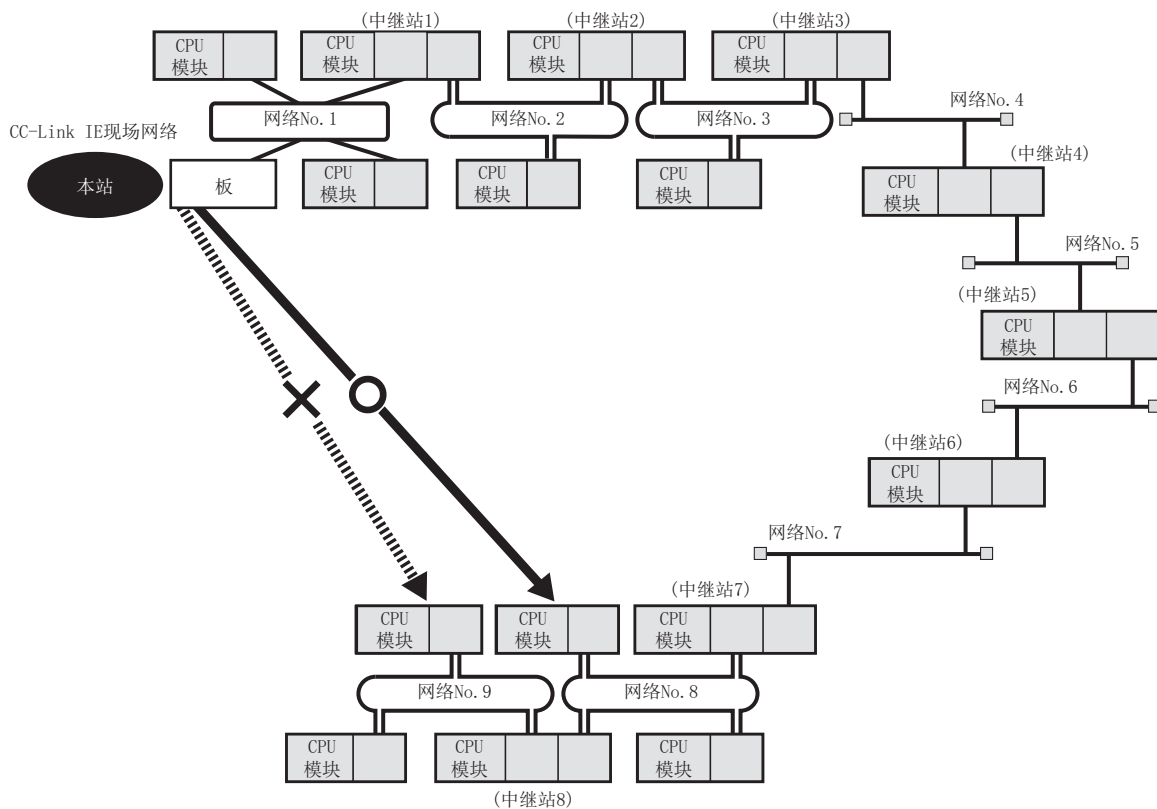 (中继站1)
(中继站2)
(中继站3)
CPU
模块
CPU
模块
CPU
模块
CPU
模块
网络No.1
网络No.2
网络No.3
网络No.4
CC-Link IE现场网络
本站
板
CPU
模块
CPU
模块
CPU
模块
(中继站4)
CPU
模块
网络No.5
(中继站5)
CPU
模块
网络No.6
(中继站6)
CPU
模块
网络No.7
(中继站7)
CPU
模块
CPU
模块
CPU
模块
网络No.9
网络No.8
CPU
模块
CPU
模块
CPU
模块
(中继站8)